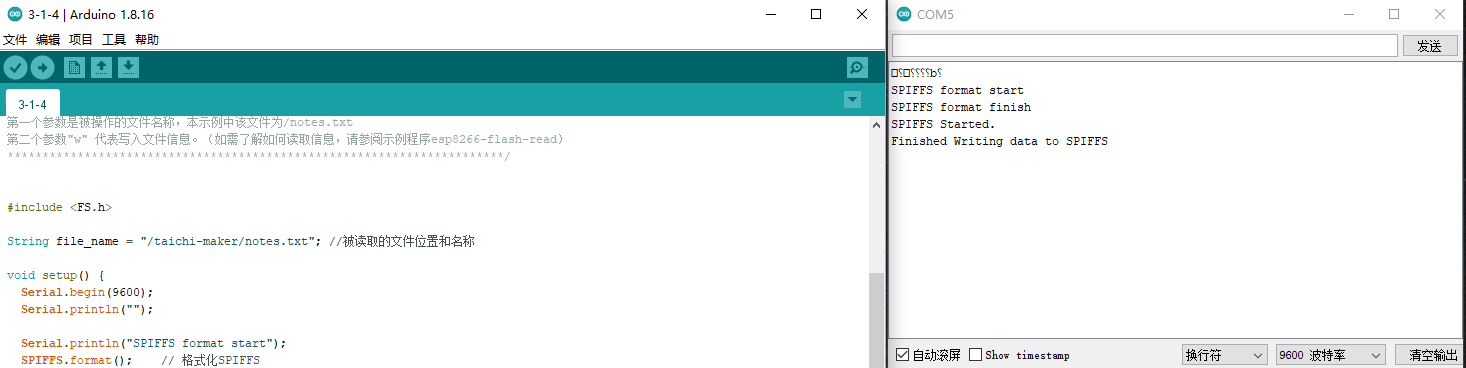 3-1-4 | Arduino 1.8.16
文件 编辑 项目 工具 帮助
3-1-4
第一个参数是被操作的文件名称，本示例中该文件为/notes.txt
第二个参数"w" 代表写入文件信息。（如需了解如何读取信息，请参阅示例程序esp8266-flash-read)
***********************************************************************/
#include <FS.h>
String file_name = "/taichi-maker/notes.txt"; //被读取的文件位置和名称
void setup() {
Serial.begin(9600);
Serial.println("");
Serial.println("SPIFFS format start");
SPIFFS.format();    // 格式化SPIFFS
COM5
发送
SPIFFS format start
SPIFFS format finish
SPIFFS Started.
Finished Writing data to SPIFFS
自动滚屏 Show timestamp 换行符 9600 波特率 清空输出